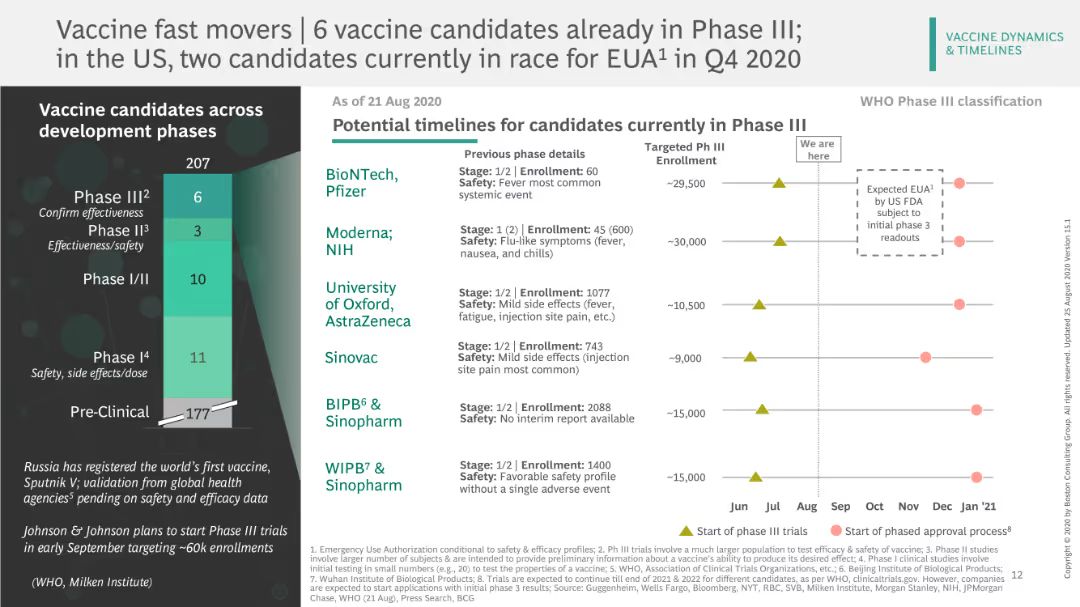 Vaccine fast movers | 6 vaccine candidates already in Phase III;
in the US, two candidates currently in race for EUA¹ in Q4 2020
VACCINE DYNAMICS
& TIMELINES
Vaccine candidates across
development phases
207
Phase III²
Confirm effectiveness
6
Phase II³
Effectiveness/safety
3
Phase I/II
10
Phase I⁴
Safety, side effects/dose
11
Pre-Clinical
177
Russia has registered the world's first vaccine,
Sputnik V; validation from global health
agencies⁵ pending on safety and efficacy data
Johnson & Johnson plans to start Phase III trials
in early September targeting ~60k enrollments
(WHO, Milken Institute)
As of 21 Aug 2020
WHO Phase III classification
Potential timelines for candidates currently in Phase III
Previous phase details
Targeted Ph III
Enrollment
We are
here
BioNTech,
Pfizer
Stage: 1/2 | Enrollment: 60
Safety: Fever most common
systemic event
~29,500
Expected EUA¹
by US FDA
subject to
initial phase 3
readouts
Moderna;
NIH
Stage: 1 (2) | Enrollment: 45 (600)
Safety: Flu-like symptoms (fever,
nausea, and chills)
~30,000
University
of Oxford,
AstraZeneca
Stage: 1/2 | Enrollment: 1077
Safety: Mild side effects (fever,
fatigue, injection site pain, etc.)
~10,500
Sinovac
Stage: 1/2 | Enrollment: 743
Safety: Mild side effects (injection
site pain most common)
~9,000
BIPB⁶ &
Sinopharm
Stage: 1/2 | Enrollment: 2088
Safety: No interim report available
~15,000
WIPB⁷ &
Sinopharm
Stage: 1/2 | Enrollment: 1400
Safety: Favorable safety profile
without a single adverse event
~15,000
Jun Jul Aug Sep Oct Nov Dec Jan '21
Start of phase III trials
Start of phased approval process⁸
1. Emergency Use Authorization conditional to safety & efficacy profiles; 2. Ph III trials involve a much larger population to test efficacy & safety of vaccine; 3. Phase II studies
involve larger number of subjects & are intended to provide preliminary information about a vaccine's ability to produce its desired effect; 4. Phase I clinical studies involve
initial testing in small numbers (e.g., 20) to test the properties of a vaccine; 5. WHO, Association of Clinical Trials Organizations, etc.; 6. Beijing Institute of Biological Products;
7. Wuhan Institute of Biological Products; 8. Trials are expected to continue till end of 2021 & 2022 for different candidates, as per WHO, clinicaltrials.gov. However, companies
are expected to start applications with initial phase 3 results; Source: Guggenheim, Wells Fargo, Bloomberg, NYT, RBC, SVB, Milken Institute, Morgan Stanley, NIH, JPMorgan
Chase, WHO (21 Aug), Press Search, BCG
12
Copyright © 2020 by Boston Consulting Group. All rights reserved. Updated 25 August 2020 Version 15.1